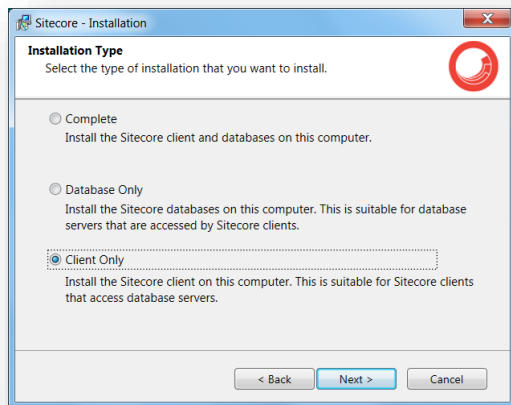 Sitecore - Installation
Installation Type
Select the type of installation that you want to install.
Complete
Install the Sitecore client and databases on this computer.
Database Only
Install the Sitecore databases on this computer. This is suitable for database
servers that are accessed by Sitecore clients.
Client Only
Install the Sitecore client on this computer. This is suitable for Sitecore clients
that access database servers.
< Back Next > Cancel